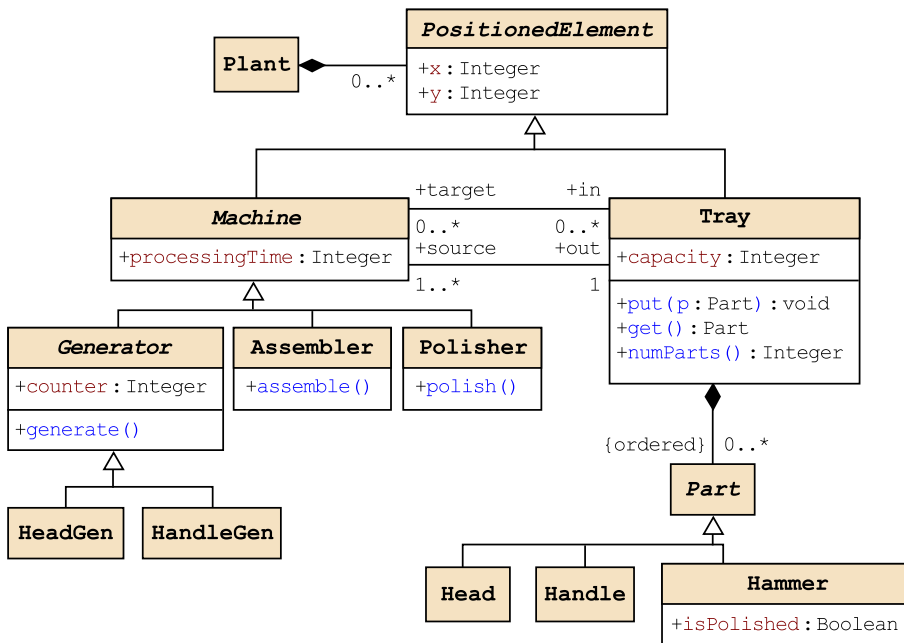 PositionedElement
Plant
+x:Integer
0..*
+y:Integer
+target
+in
Machine
Tray
0..*
0..*
+source
+out
+processingTime:Integer
+capacity:Integer
1..*
1
+put(p:Part):void
+get():Part
+numParts():Integer
Generator
Assembler
Polisher
+counter:Integer
+assemble()
+polish()
+generate()
{ordered}
0..*
Part
HeadGen
HandleGen
Head
Handle
Hammer
+isPolished:Boolean